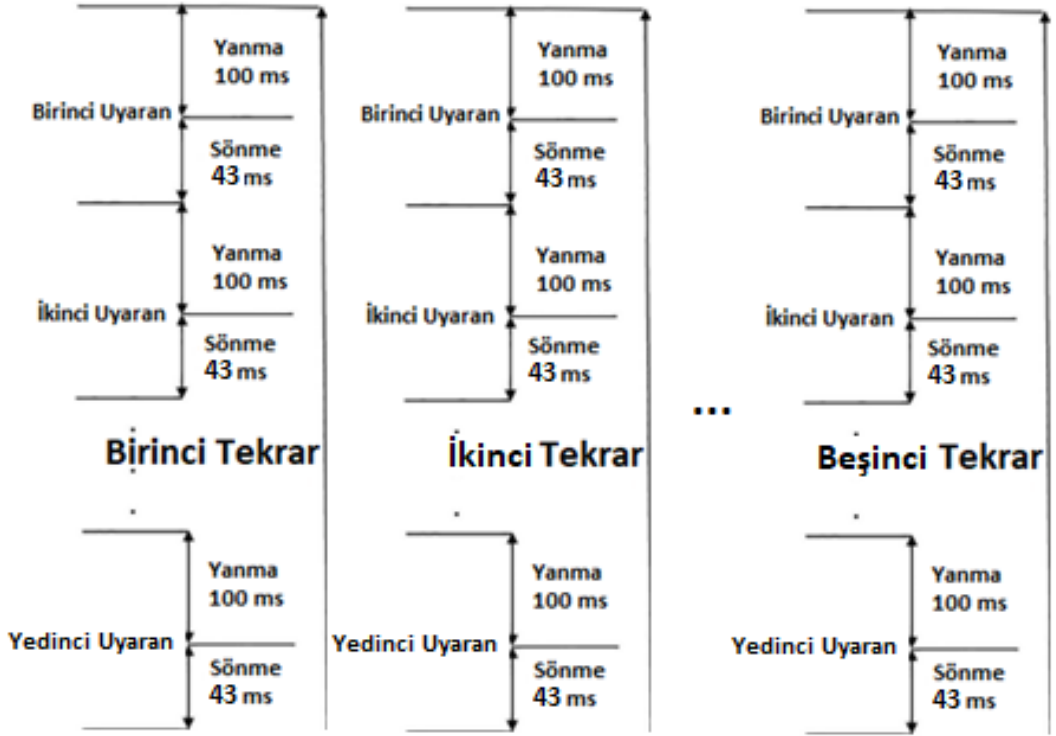 Yanma
100 ms
Birinci Uyaran
Sönme
43 ms
Yanma
100 ms
İkinci Uyaran
Sönme
43 ms
Birinci Tekrar
Yanma
100 ms
Yedinci Uyaran
Sönme
43 ms
Yanma
100 ms
Birinci Uyaran
Sönme
43 ms
Yanma
100 ms
İkinci Uyaran
Sönme
43 ms
İkinci Tekrar
Yanma
100 ms
Yedinci Uyaran
Sönme
43 ms
...
Yanma
100 ms
Birinci Uyaran
Sönme
43 ms
Yanma
100 ms
İkinci Uyaran
Sönme
43 ms
Beşinci Tekrar
Yanma
100 ms
Yedinci Uyaran
Sönme
43 ms